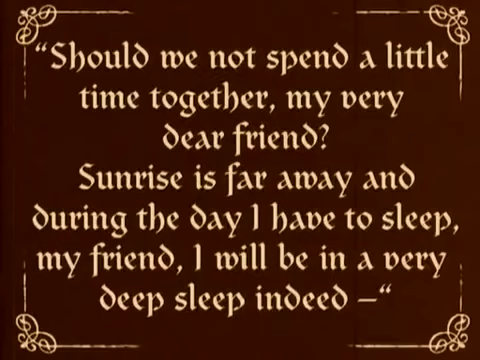 “Should we not spend a little
time together, my very
dear friend?
Sunrise is far away and
during the day I have to sleep,
my friend, I will be in a very
deep sleep indeed –“